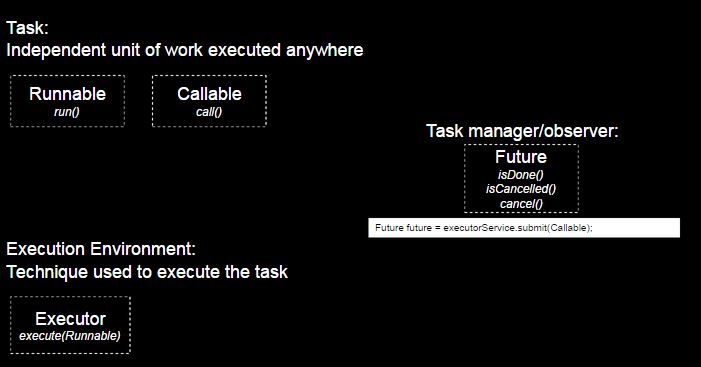 Task:
Independent unit of work executed anywhere
Runnable
run()
Callable
call()
Task manager/observer:
Future
isDone()
isCancelled()
cancel()
Future future = executorService.submit(Callable);
Execution Environment:
Technique used to execute the task
Executor
execute(Runnable)